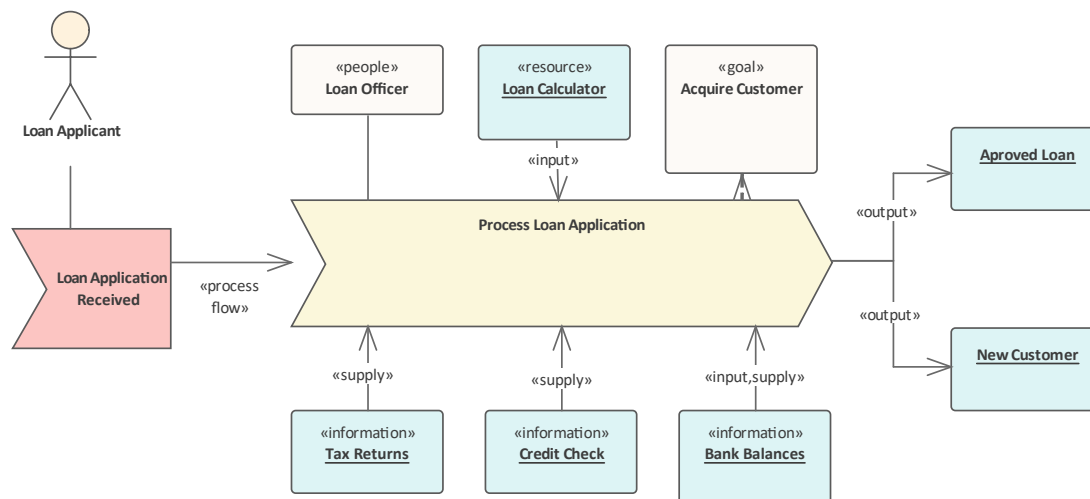 Loan Applicant
«people»
Loan Officer
«resource»
Loan Calculator
«goal»
Acquire Customer
«input»
Aproved Loan
«output»
Process Loan Application
Loan Application
Received
«process
flow»
«output»
New Customer
«supply»
«supply»
«input,supply»
«information»
Tax Returns
«information»
Credit Check
«information»
Bank Balances